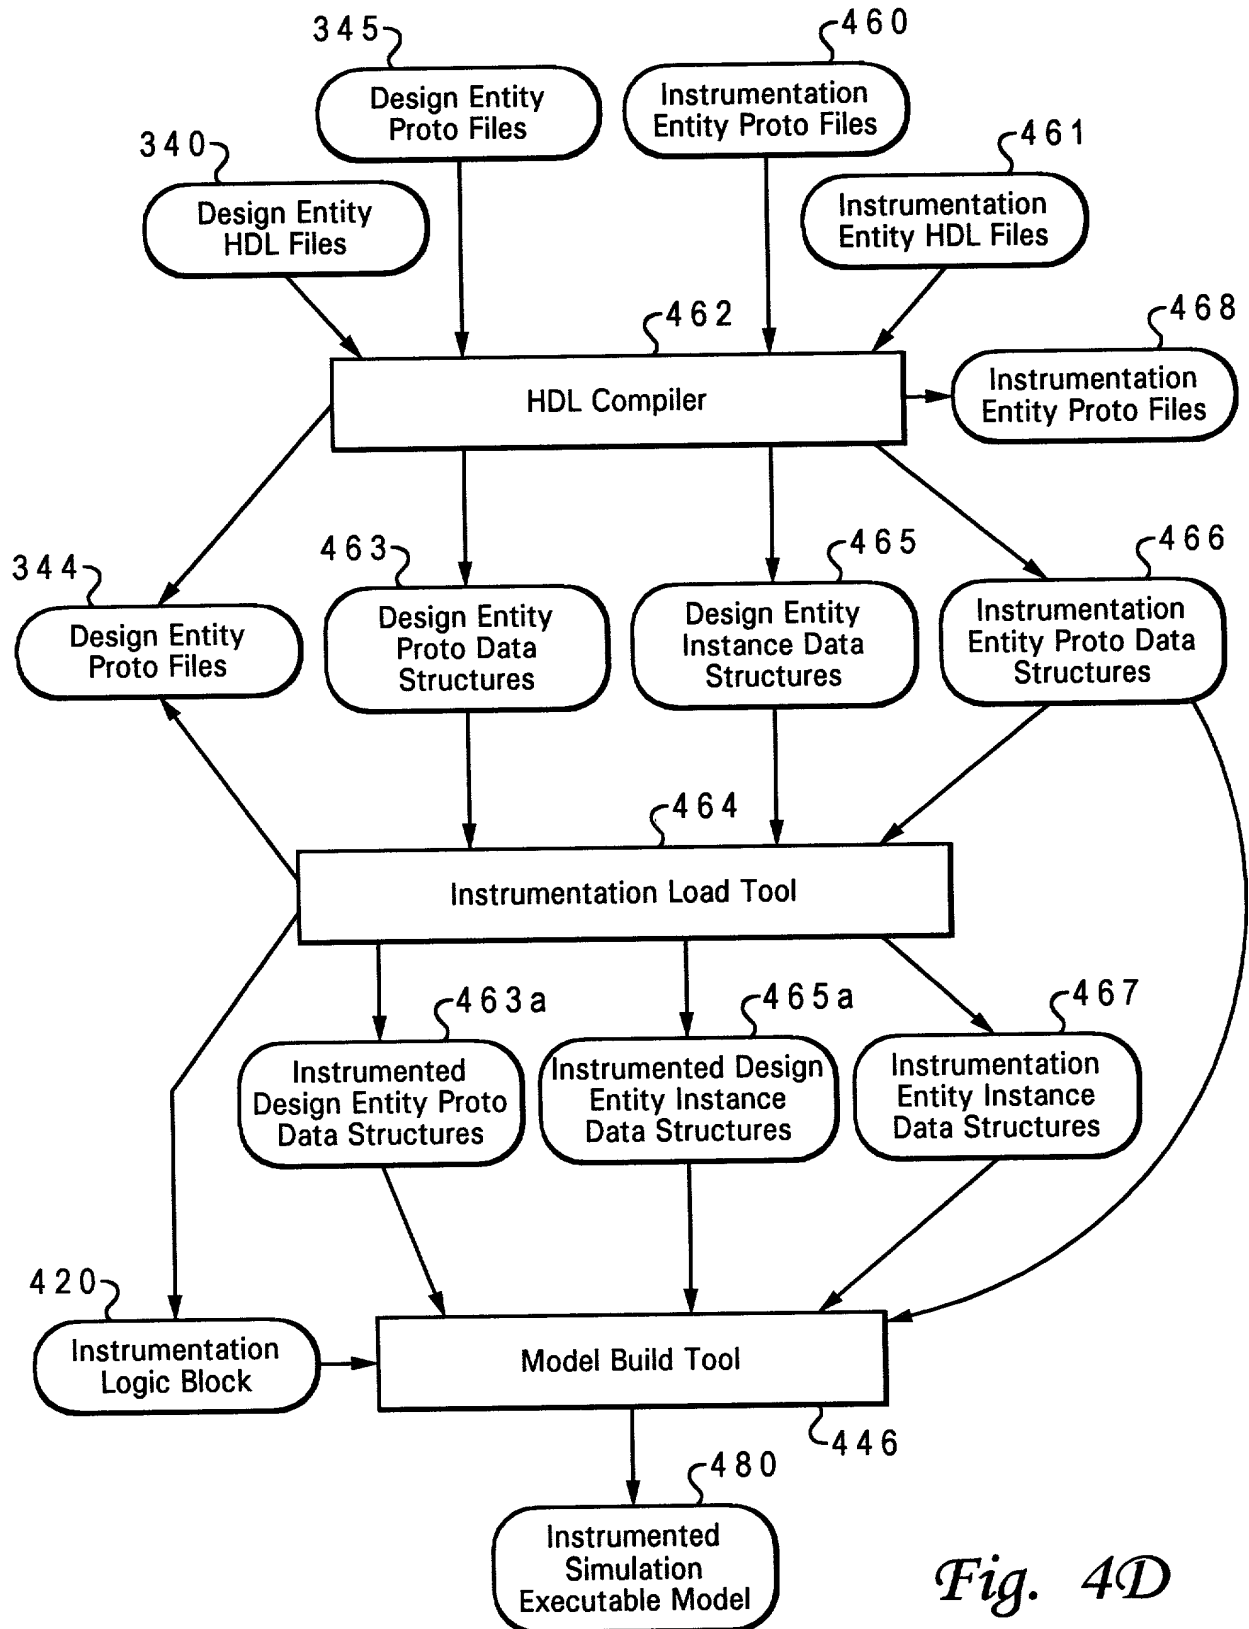 345
460
Design Entity
Proto Files
Instrumentation
Entity Proto Files
340
461
Design Entity
HDL Files
Instrumentation
Entity HDL Files
462
468
HDL Compiler
Instrumentation
Entity Proto Files
344
463
465
466
Design Entity
Proto Files
Design Entity
Proto Data
Structures
Design Entity
Instance Data
Structures
Instrumentation
Entity Proto Data
Structures
464
Instrumentation Load Tool
463a
465a
467
Instrumented
Design Entity Proto
Data Structures
Instrumented Design
Entity Instance
Data Structures
Instrumentation
Entity Instance
Data Structures
420
Instrumentation
Logic Block
Model Build Tool
446
480
Instrumented
Simulation
Executable Model
Fig. 4D